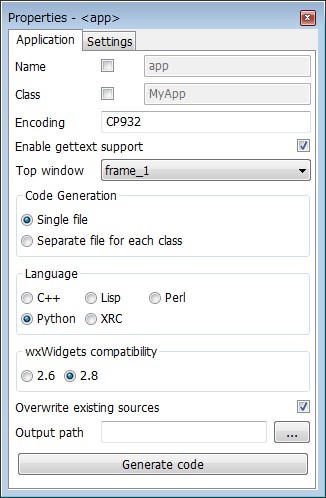 Properties - <app>
Application Settings
Name app
Class MyApp
Encoding CP932
Enable gettext support
Top window frame_1
Code Generation
Single file
Separate file for each class
Language
C++ Lisp Perl
Python XRC
wxWidgets compatibility
2.6 2.8
Overwrite existing sources
Output path ...
Generate code